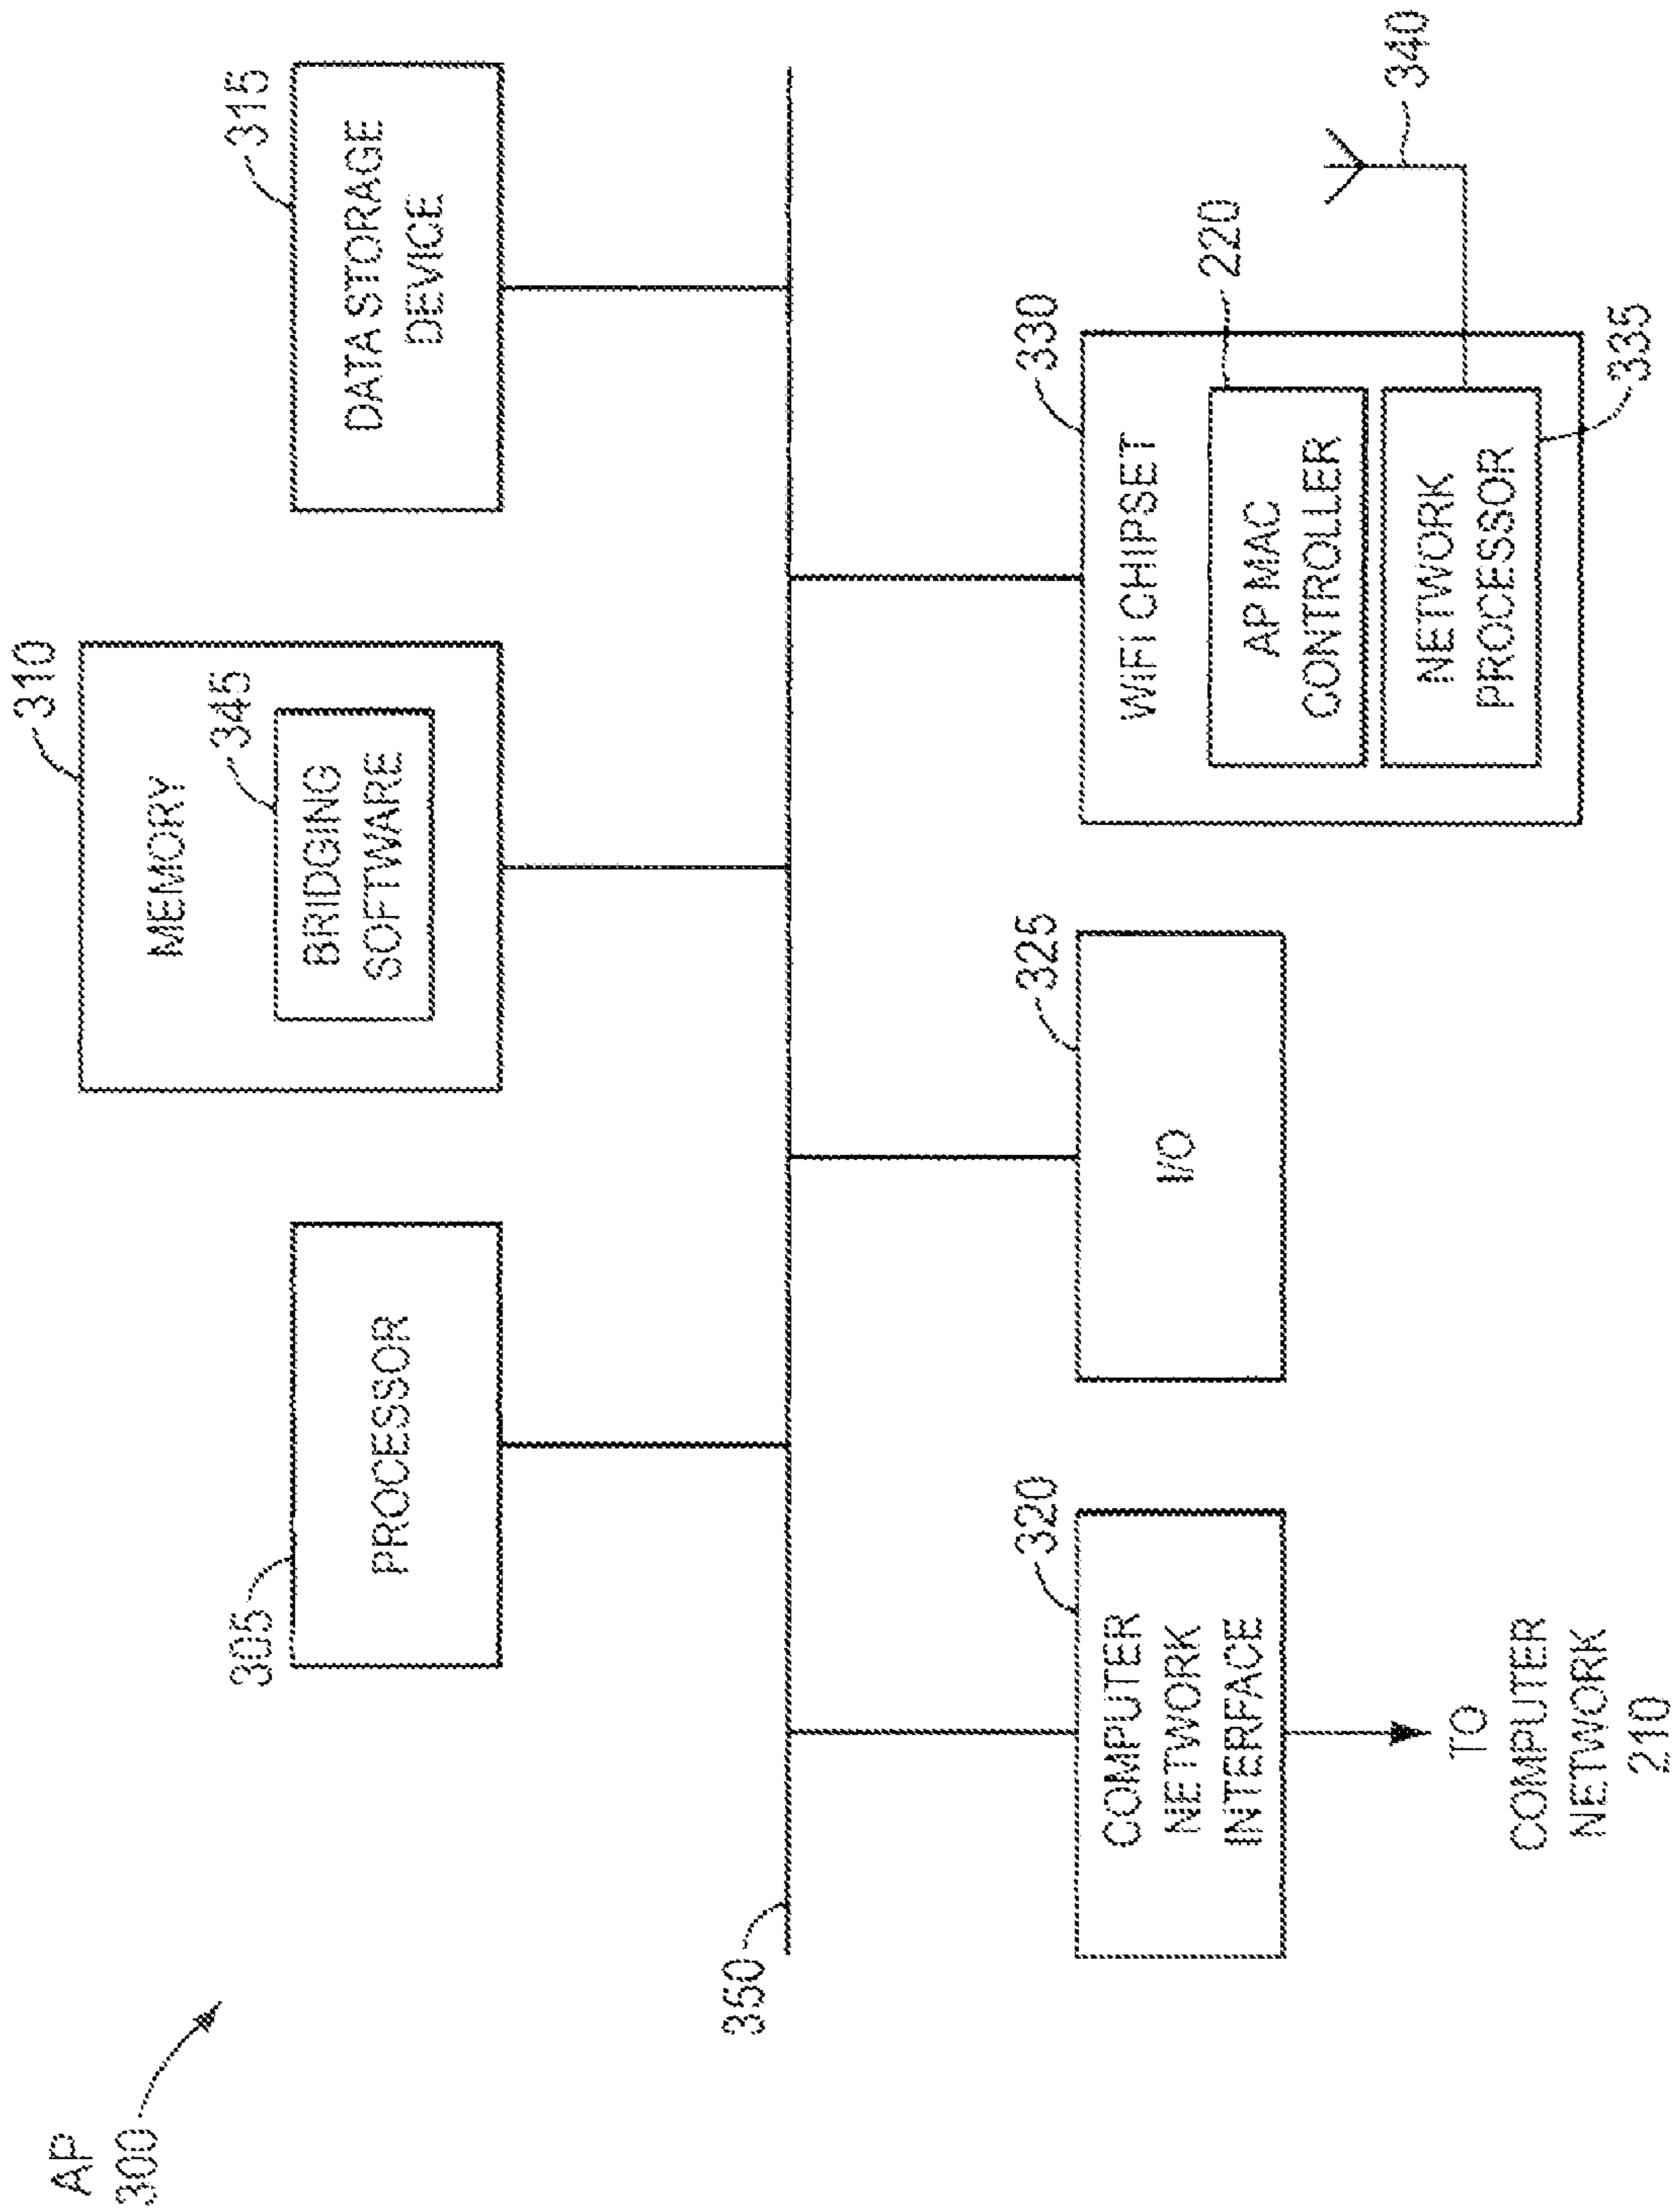 AP
300
305
PROCESSOR
310
MEMORY
345
BRIDGING
SOFTWARE
315
DATA STORAGE
DEVICE
350
320
COMPUTER
NETWORK
INTERFACE
TO
COMPUTER
NETWORK
210
325
I/O
330
WIFI CHIPSET
220
AP MAC
CONTROLLER
NETWORK
PROCESSOR
335
340